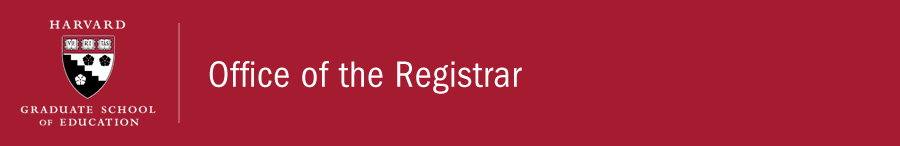 HARVARD
VE RI TAS
GRADUATE SCHOOL
OF EDUCATION
Office of the Registrar